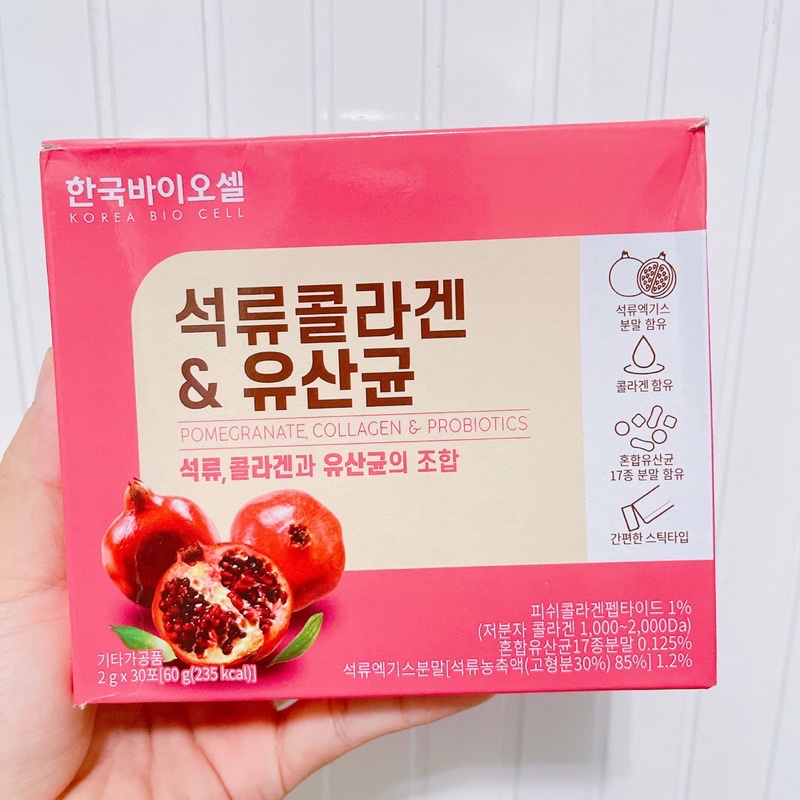 한국바이오셀
KOREA BIO CELL
석류콜라겐
& 유산균
POMEGRANATE, COLLAGEN & PROBIOTICS
석류, 콜라겐과 유산균의 조합
석류엑기스
분말 함유
콜라겐 함유
혼합유산균
17종 분말 함유
간편한 스틱타입
피쉬콜라겐펩타이드 1%
(저분자 콜라겐 1,000~2,000Da)
혼합유산균17종분말 0.125%
석류엑기스분말[석류농축액(고형분30%) 85%] 1.2%
기타가공품
2 g x 30포[60 g(235 kcal)]